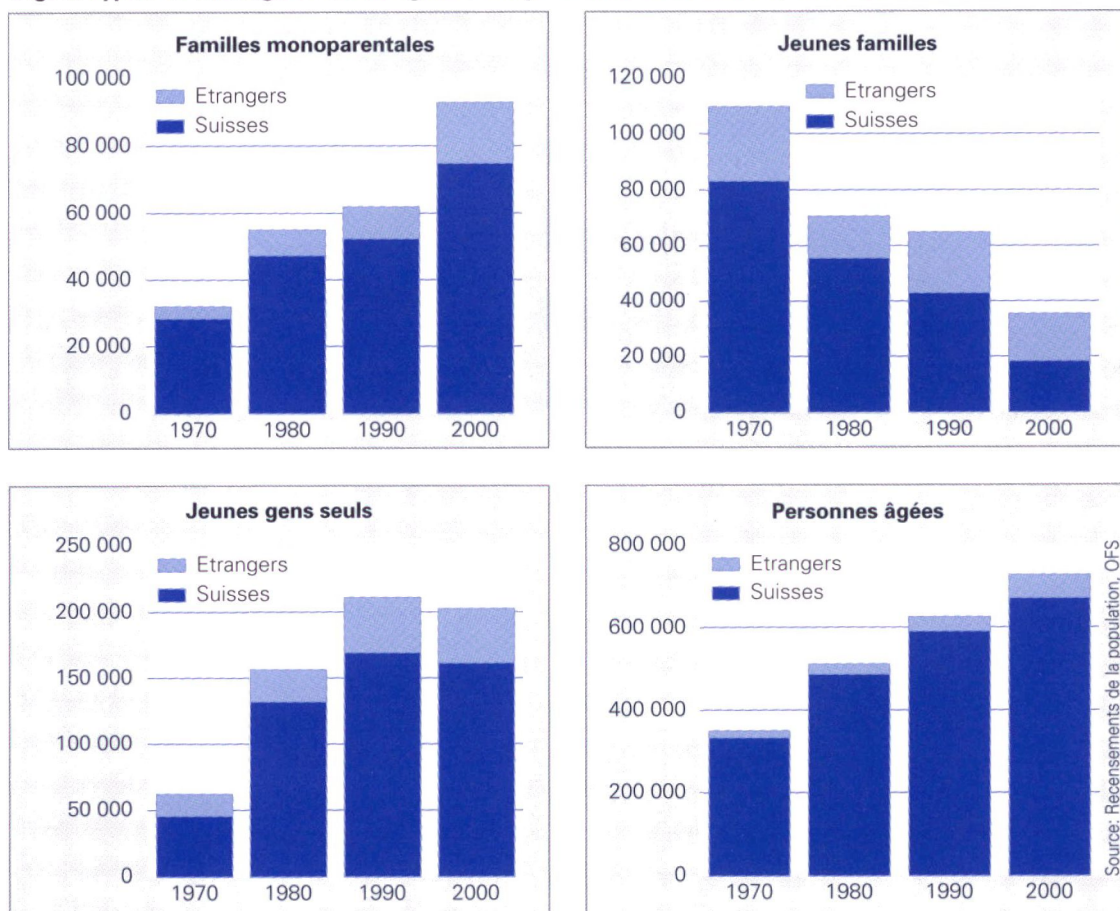 Familles monoparentales
100 000
80 000
60 000
40 000
20 000
0
Etrangers
Suisses
1970 1980 1990 2000
Jeunes familles
120 000
100 000
80 000
60 000
40 000
20 000
0
Etrangers
Suisses
1970 1980 1990 2000
Jeunes gens seuls
250 000
200 000
150 000
100 000
50 000
0
Etrangers
Suisses
1970 1980 1990 2000
Personnes âgées
800 000
600 000
400 000
200 000
0
Etrangers
Suisses
1970 1980 1990 2000
Source: Recensements de la population, OFS